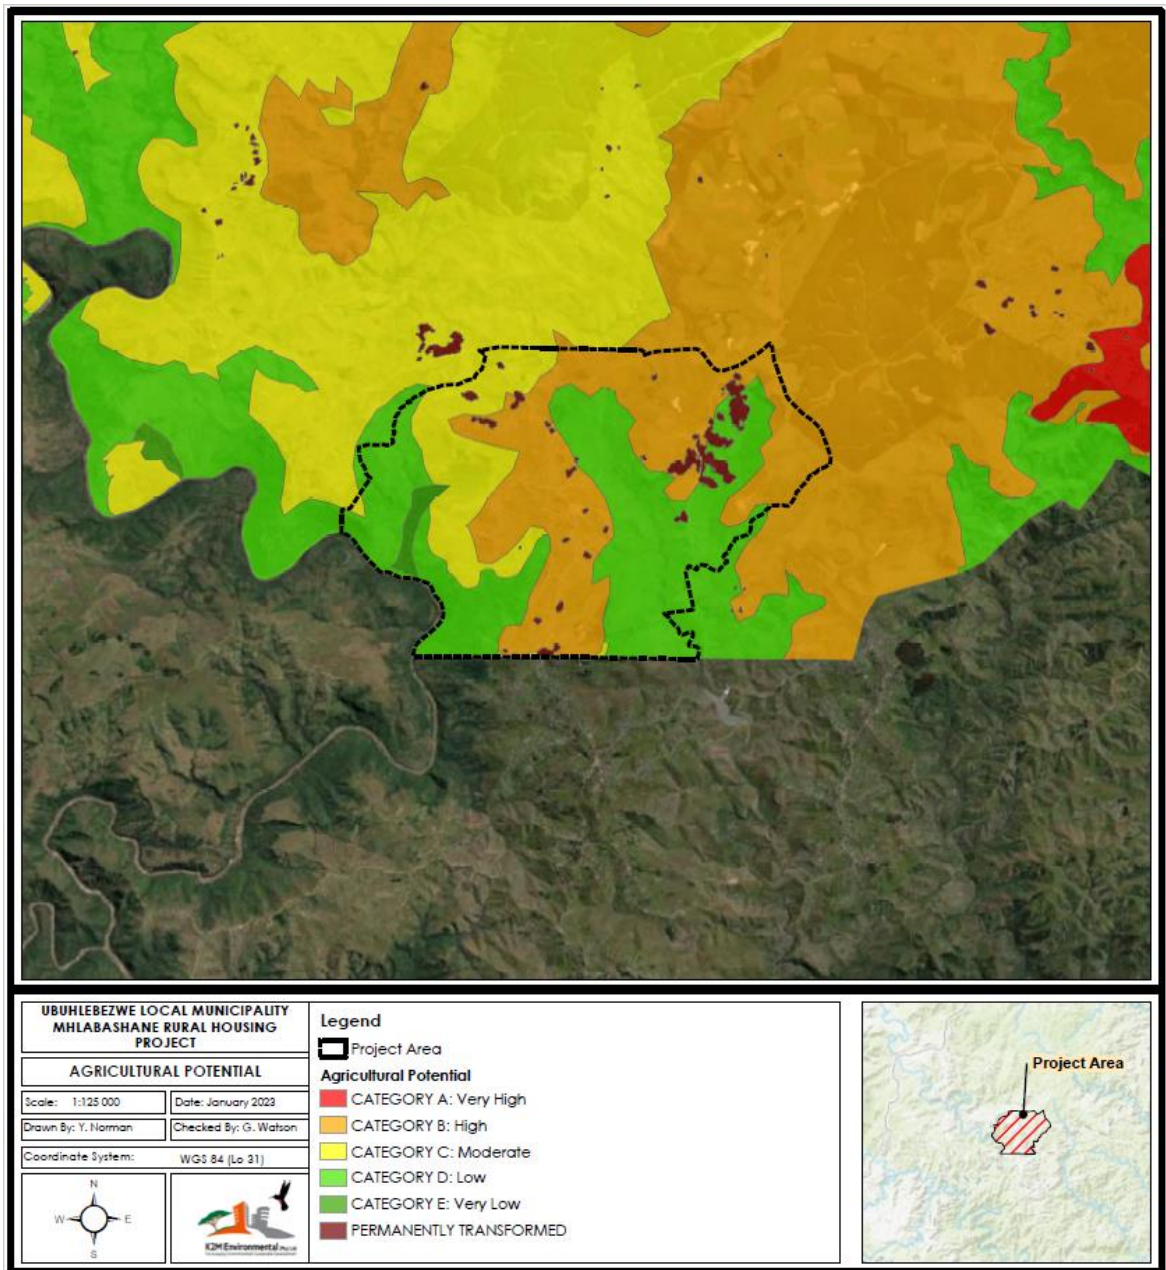 UBUHLEBEZWE LOCAL MUNICIPALITY
MHLABASHANE RURAL HOUSING
PROJECT
AGRICULTURAL POTENTIAL
Scale: 1:125 000
Date: January 2023
Drawn By: Y. Norman
Checked By: G. Watson
Coordinate System: WGS 84 (Lo 31)
N
W E
S
K2M Environmental (Pty) Ltd
Legend
Project Area
Agricultural Potential
CATEGORY A: Very High
CATEGORY B: High
CATEGORY C: Moderate
CATEGORY D: Low
CATEGORY E: Very Low
PERMANENTLY TRANSFORMED
Project Area